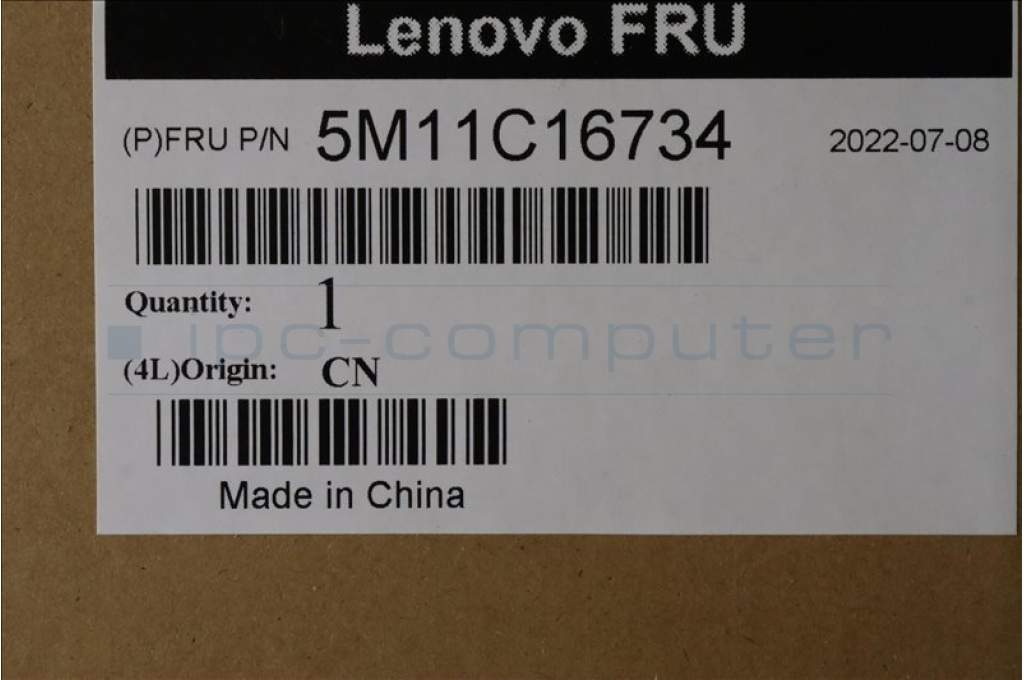 Lenovo FRU
(P)FRU P/N 5M11C16734 2022-07-08
Quantity: 1
ipc-computer
(4L)Origin: CN
Made in China